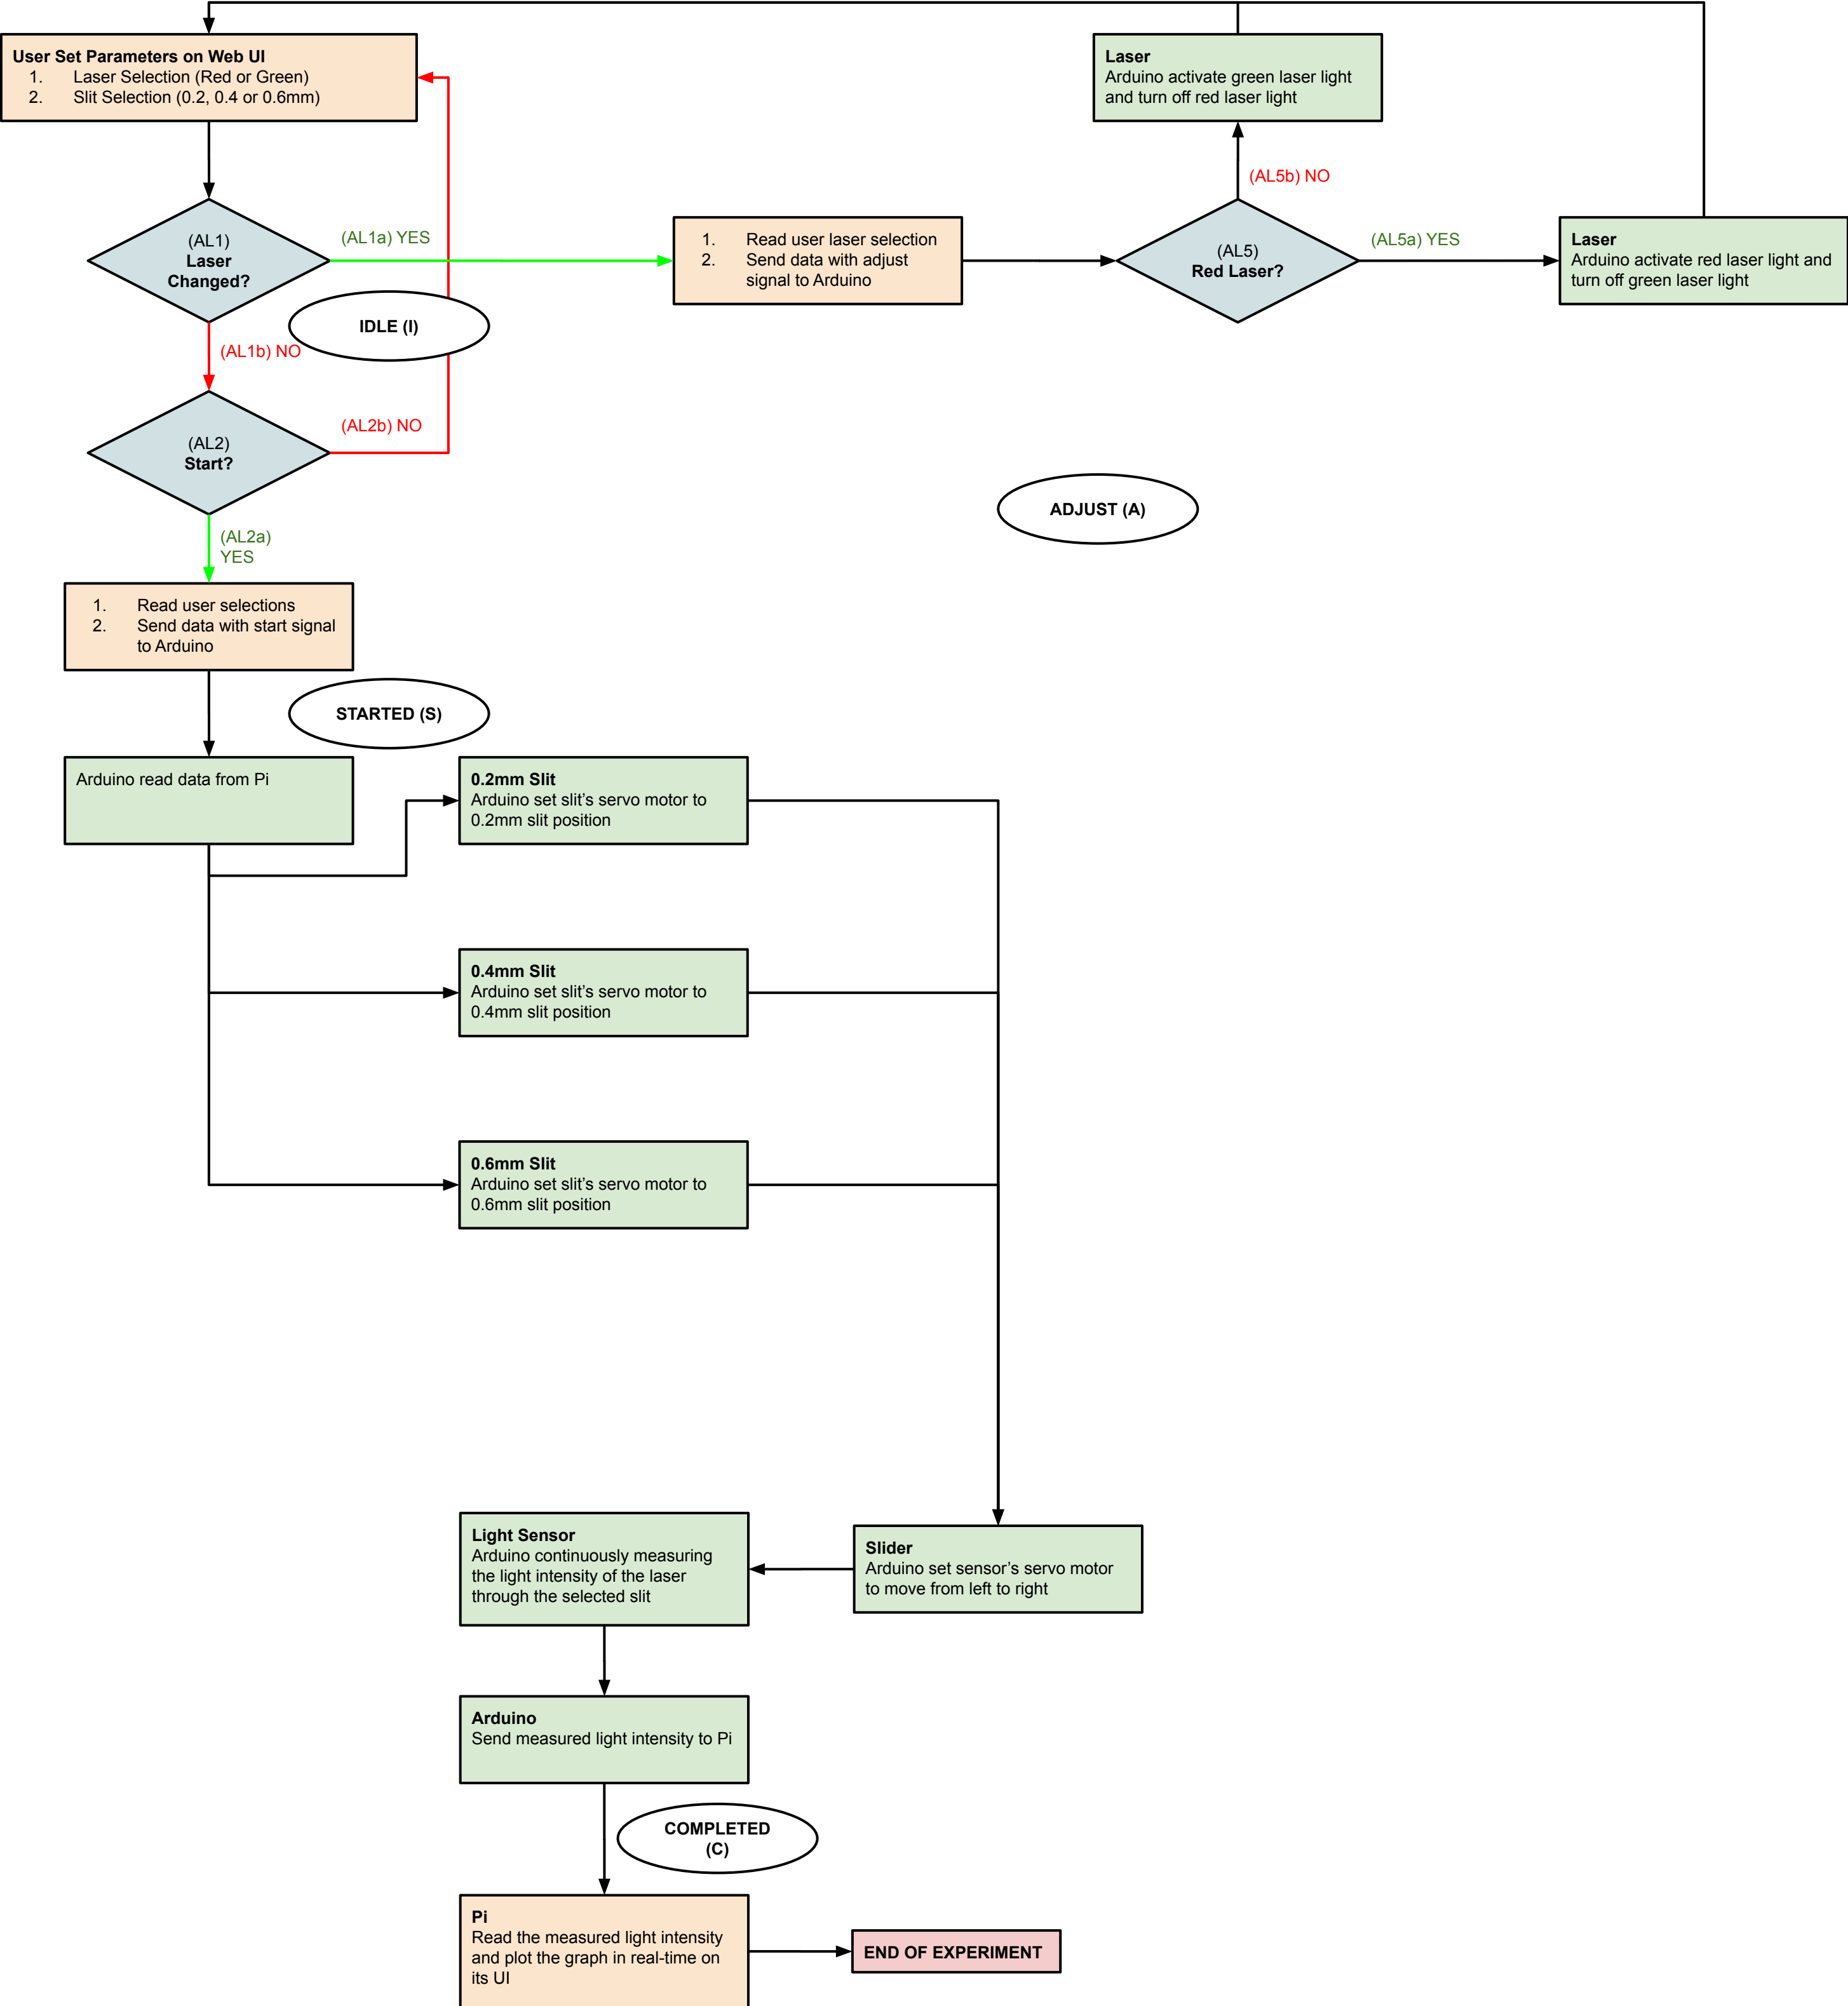 User Set Parameters on Web UI
1. Laser Selection (Red or Green)
2. Slit Selection (0.2, 0.4 or 0.6mm)
Laser
Arduino activate green laser light
and turn off red laser light
(AL5b) NO
(AL1)
Laser
Changed?
(AL1a) YES
1. Read user laser selection
2. Send data with adjust
signal to Arduino
(AL5)
Red Laser?
(AL5a) YES
Laser
Arduino activate red laser light and
turn off green laser light
IDLE (I)
(AL1b) NO
(AL2)
Start?
(AL2b) NO
ADJUST (A)
(AL2a)
YES
1. Read user selections
2. Send data with start signal
to Arduino
STARTED (S)
Arduino read data from Pi
0.2mm Slit
Arduino set slit's servo motor to
0.2mm slit position
0.4mm Slit
Arduino set slit's servo motor to
0.4mm slit position
0.6mm Slit
Arduino set slit's servo motor to
0.6mm slit position
Light Sensor
Arduino continuously measuring
the light intensity of the laser
through the selected slit
Slider
Arduino set sensor's servo motor
to move from left to right
Arduino
Send measured light intensity to Pi
COMPLETED
(C)
Pi
Read the measured light intensity
and plot the graph in real-time on
its UI
END OF EXPERIMENT